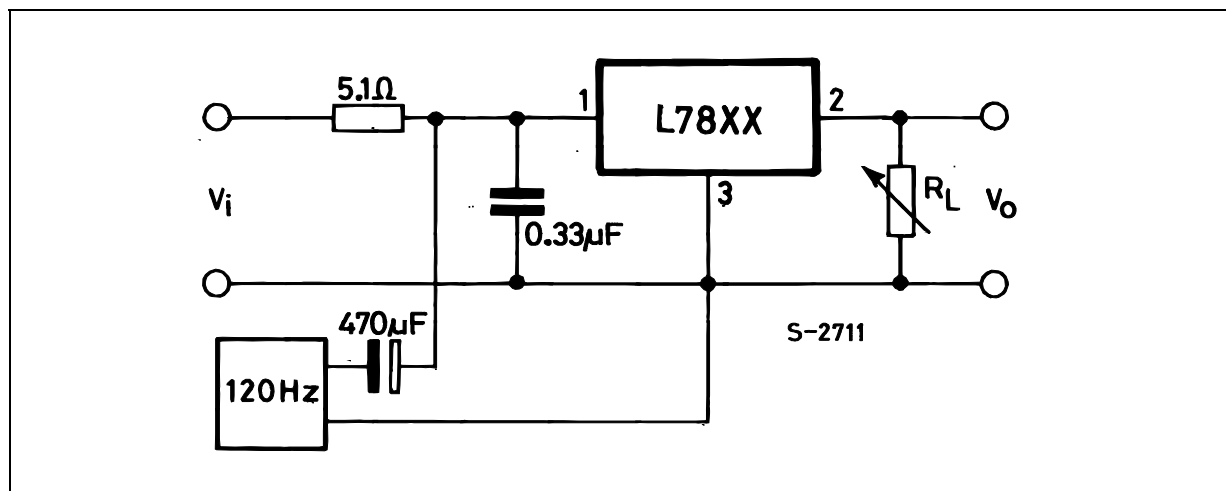 5.1Ω
1
L78XX
2
3
Vi
0.33µF
RL
Vo
470µF
S-2711
120Hz